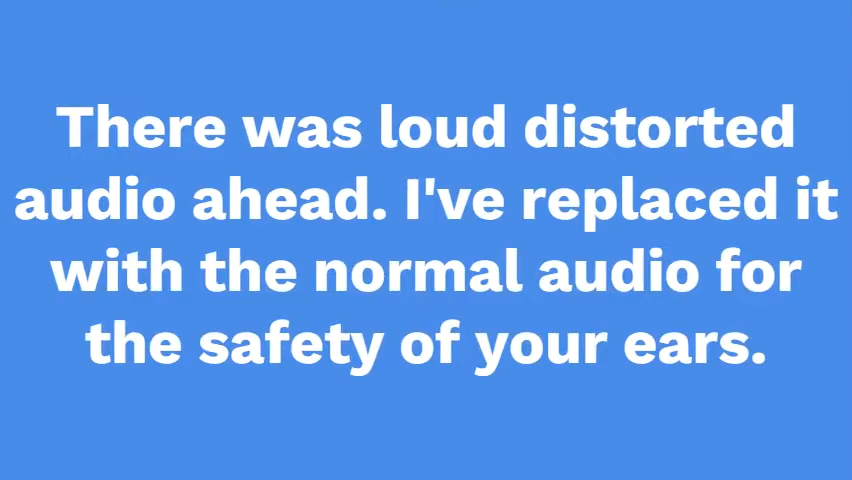 There was loud distorted
audio ahead. I've replaced it
with the normal audio for
the safety of your ears.